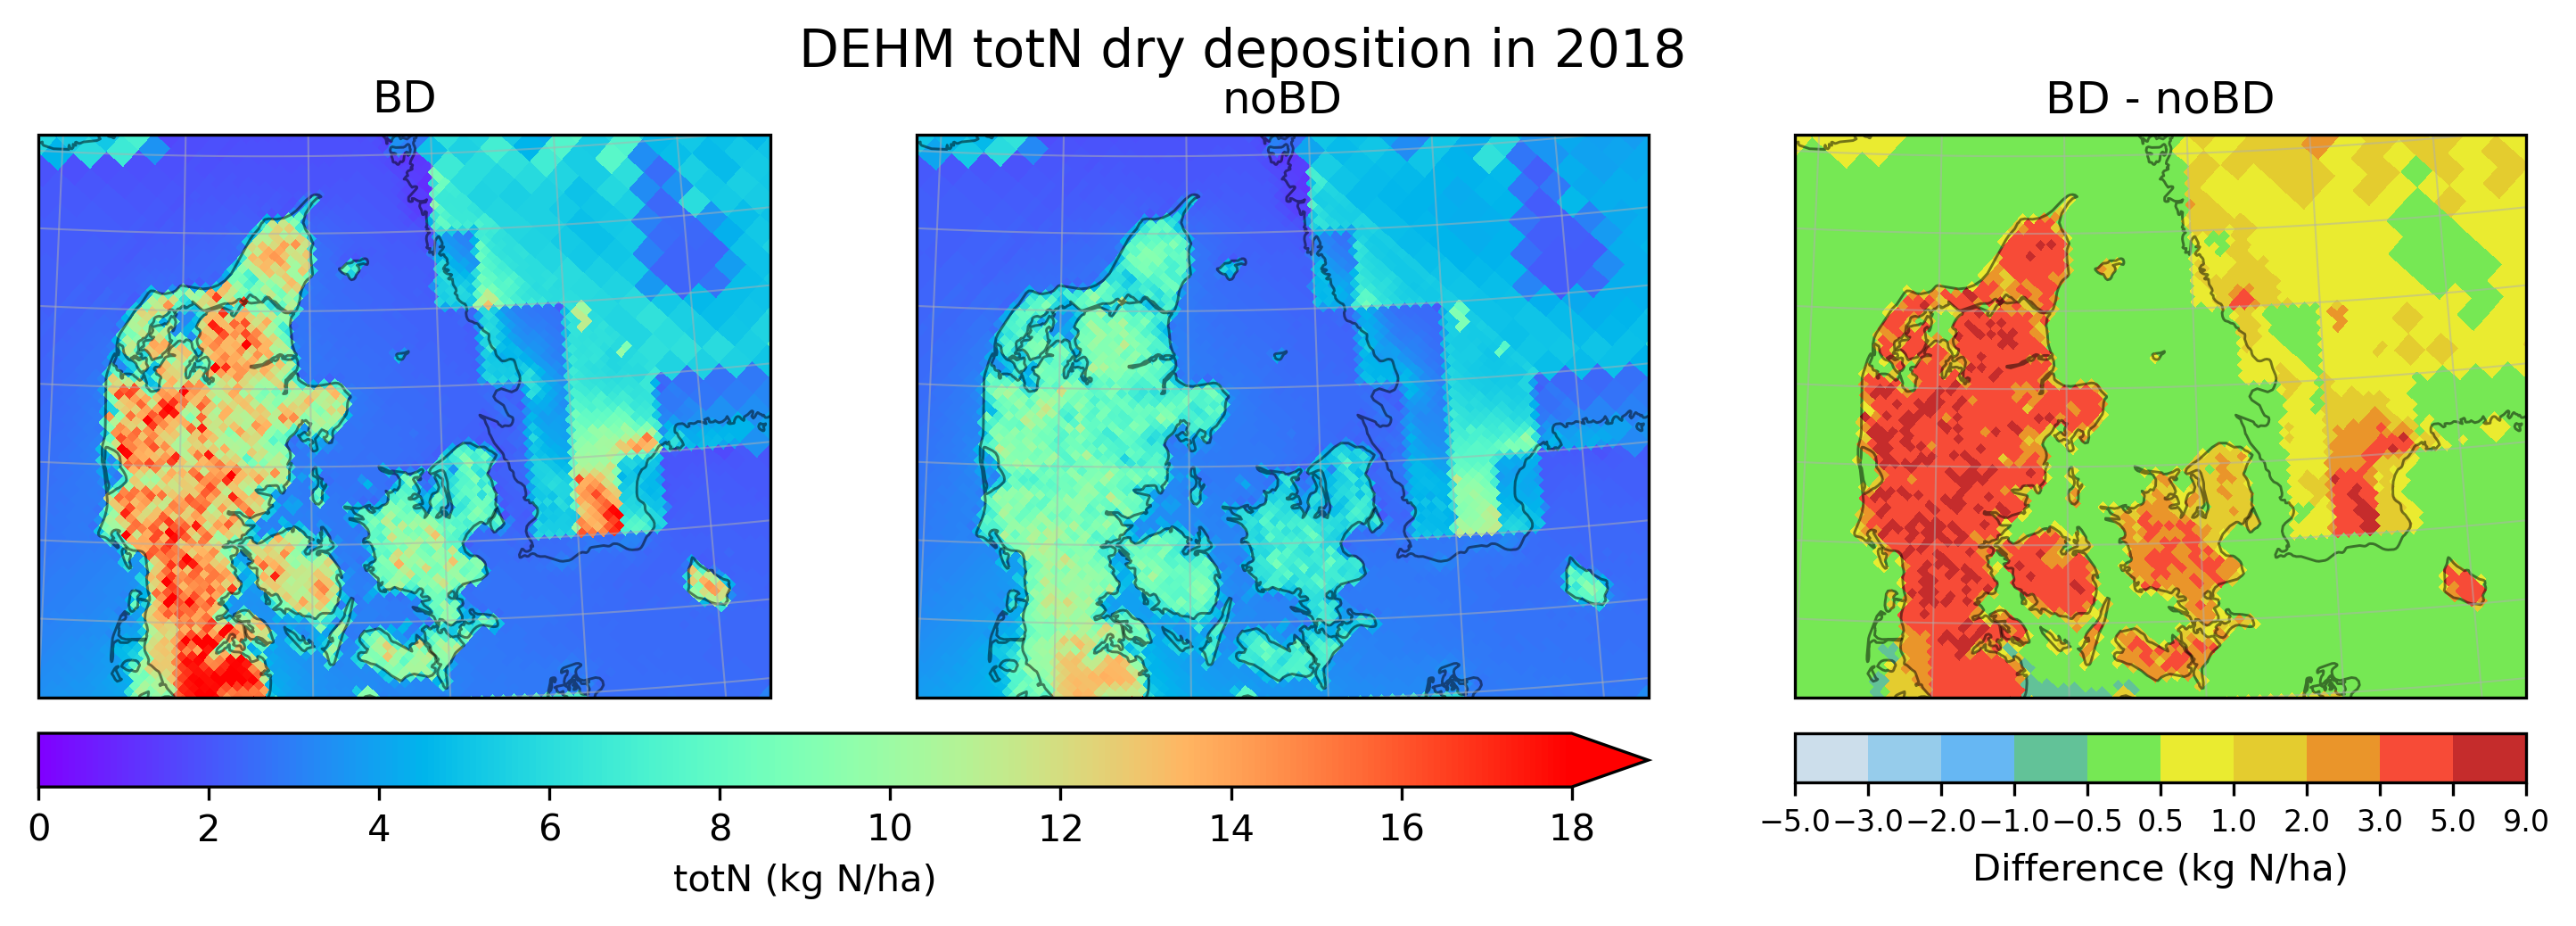 DEHM totN dry deposition in 2018
BD
noBD
BD - noBD
0 2 4 6 8 10 12 14 16 18
totN (kg N/ha)
−5.0 −3.0 −2.0 −1.0 −0.5 0.5 1.0 2.0 3.0 5.0 9.0
Difference (kg N/ha)